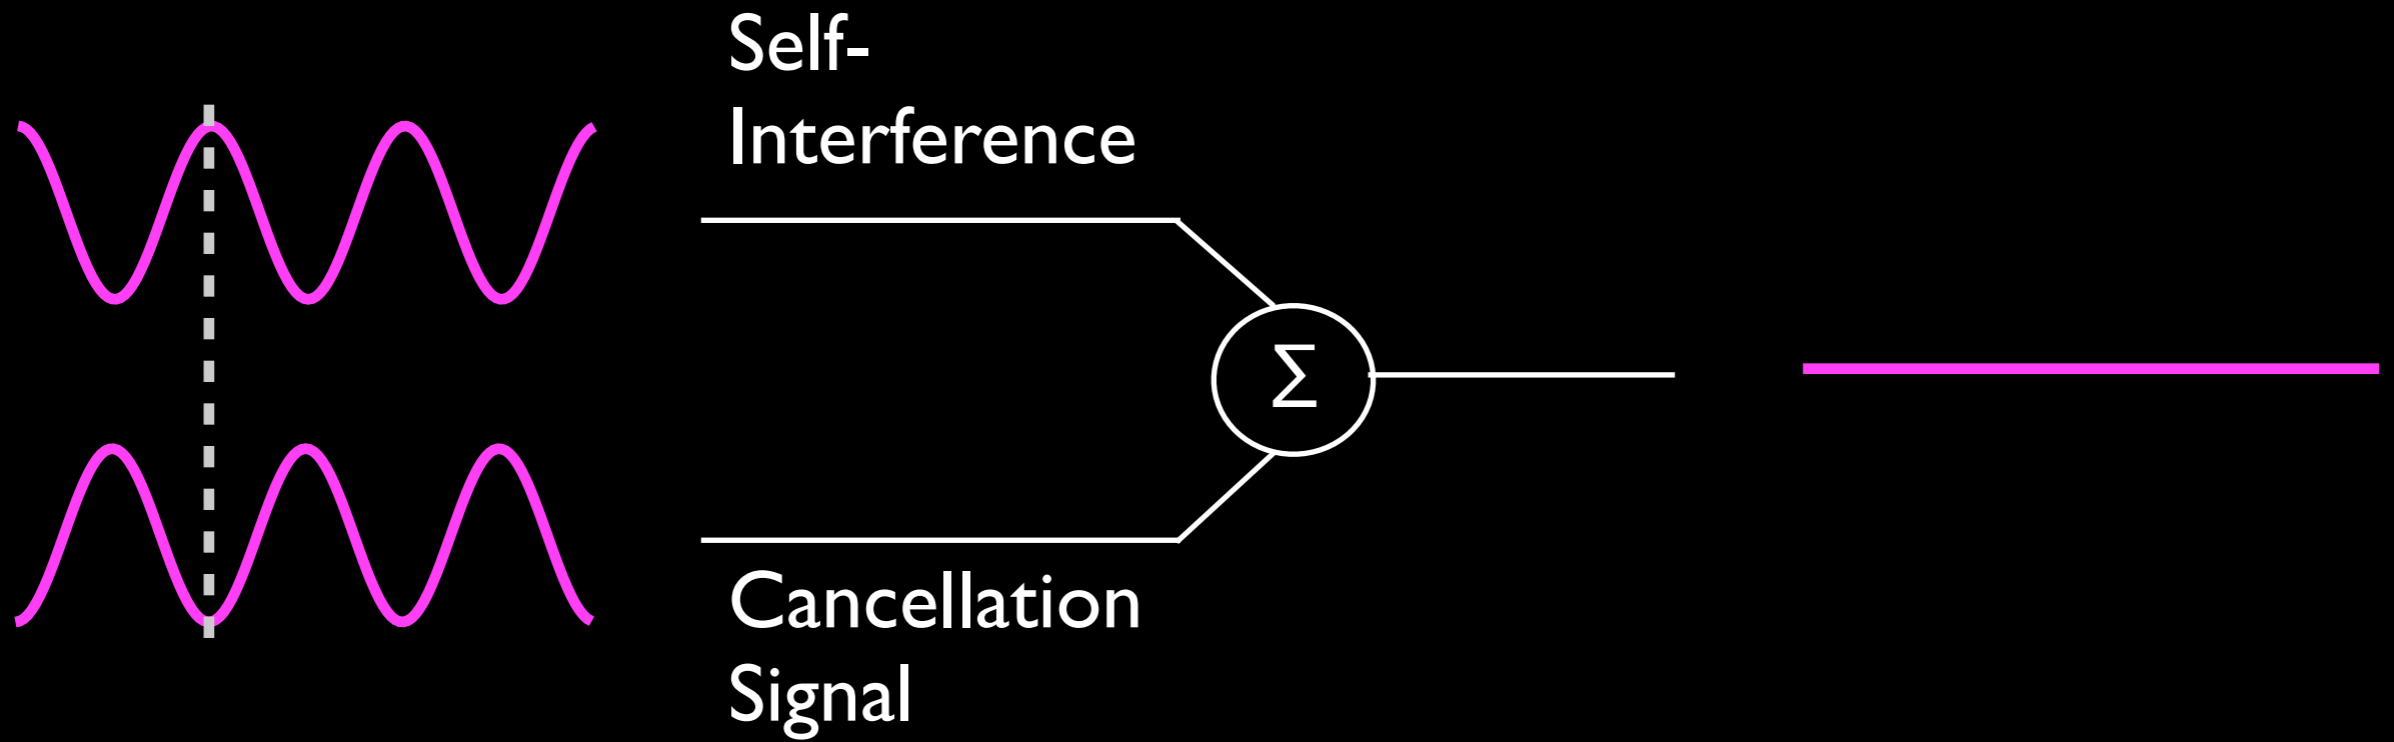 Self-
Interference
Σ
Cancellation
Signal